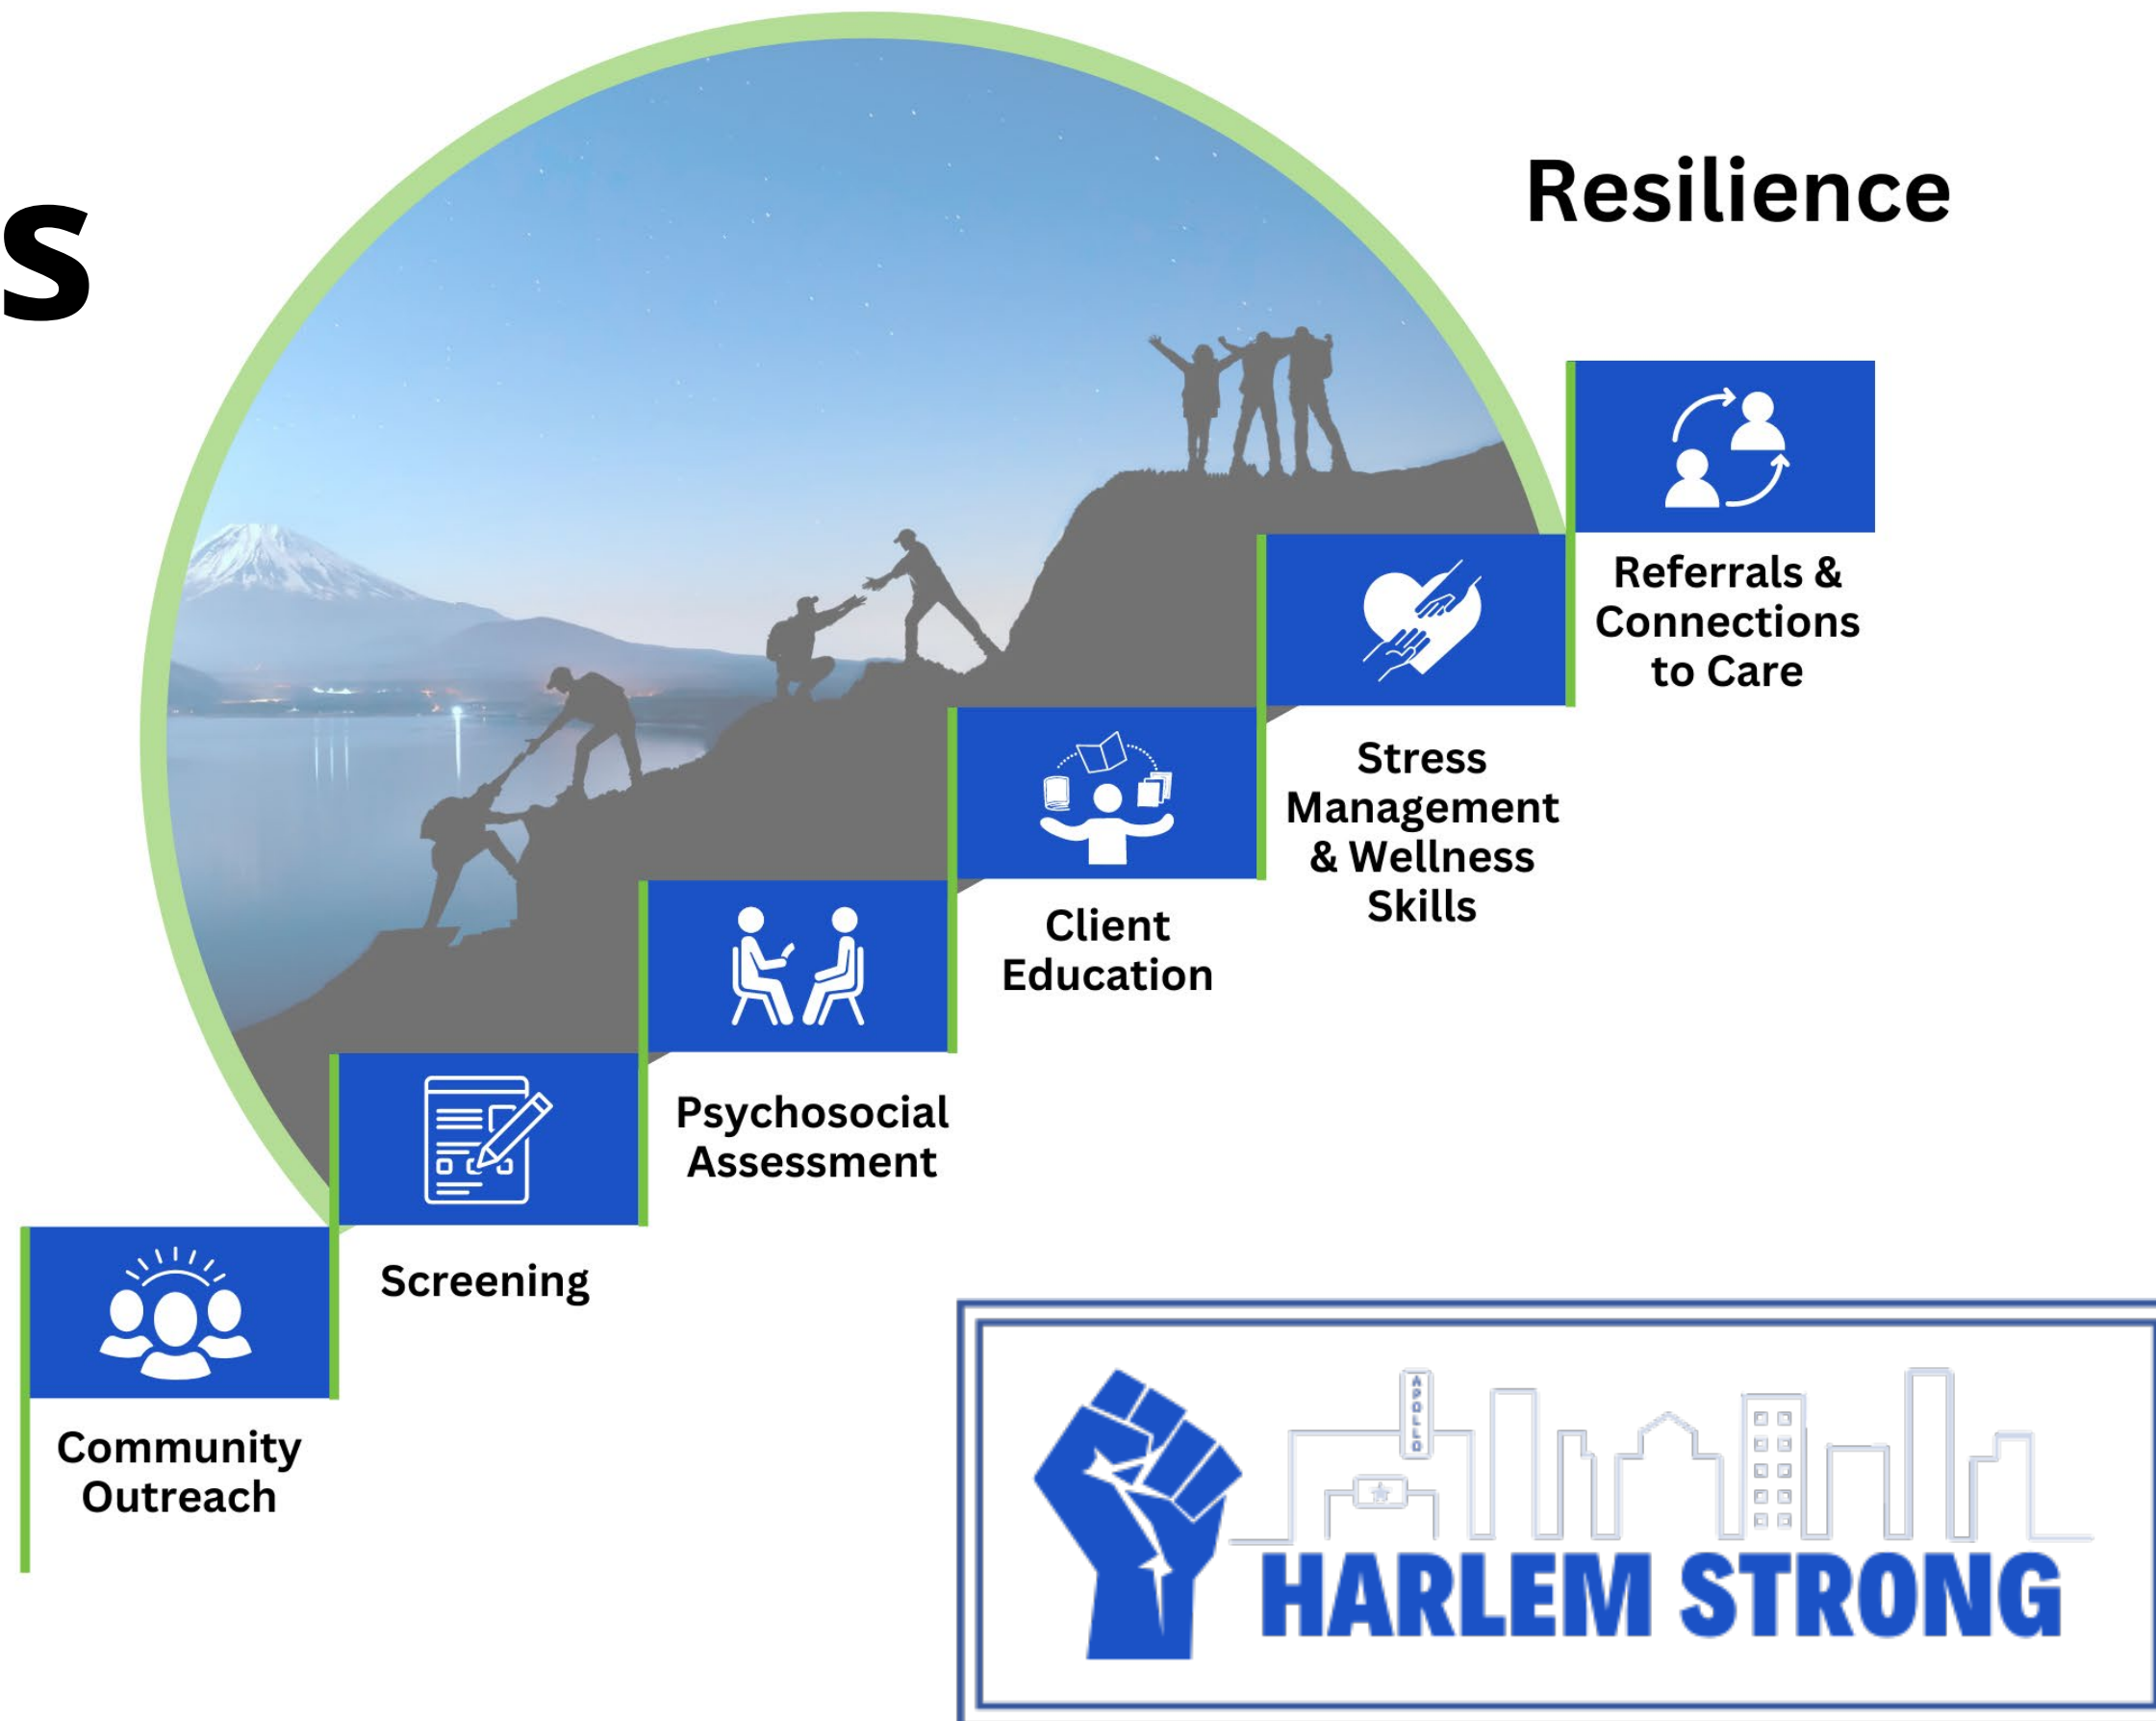 s
Resilience
Referrals &
Connections
to Care
Stress
Management
& Wellness
Skills
Client
Education
Psychosocial
Assessment
Screening
Community
Outreach
APOLLO
HARLEM STRONG